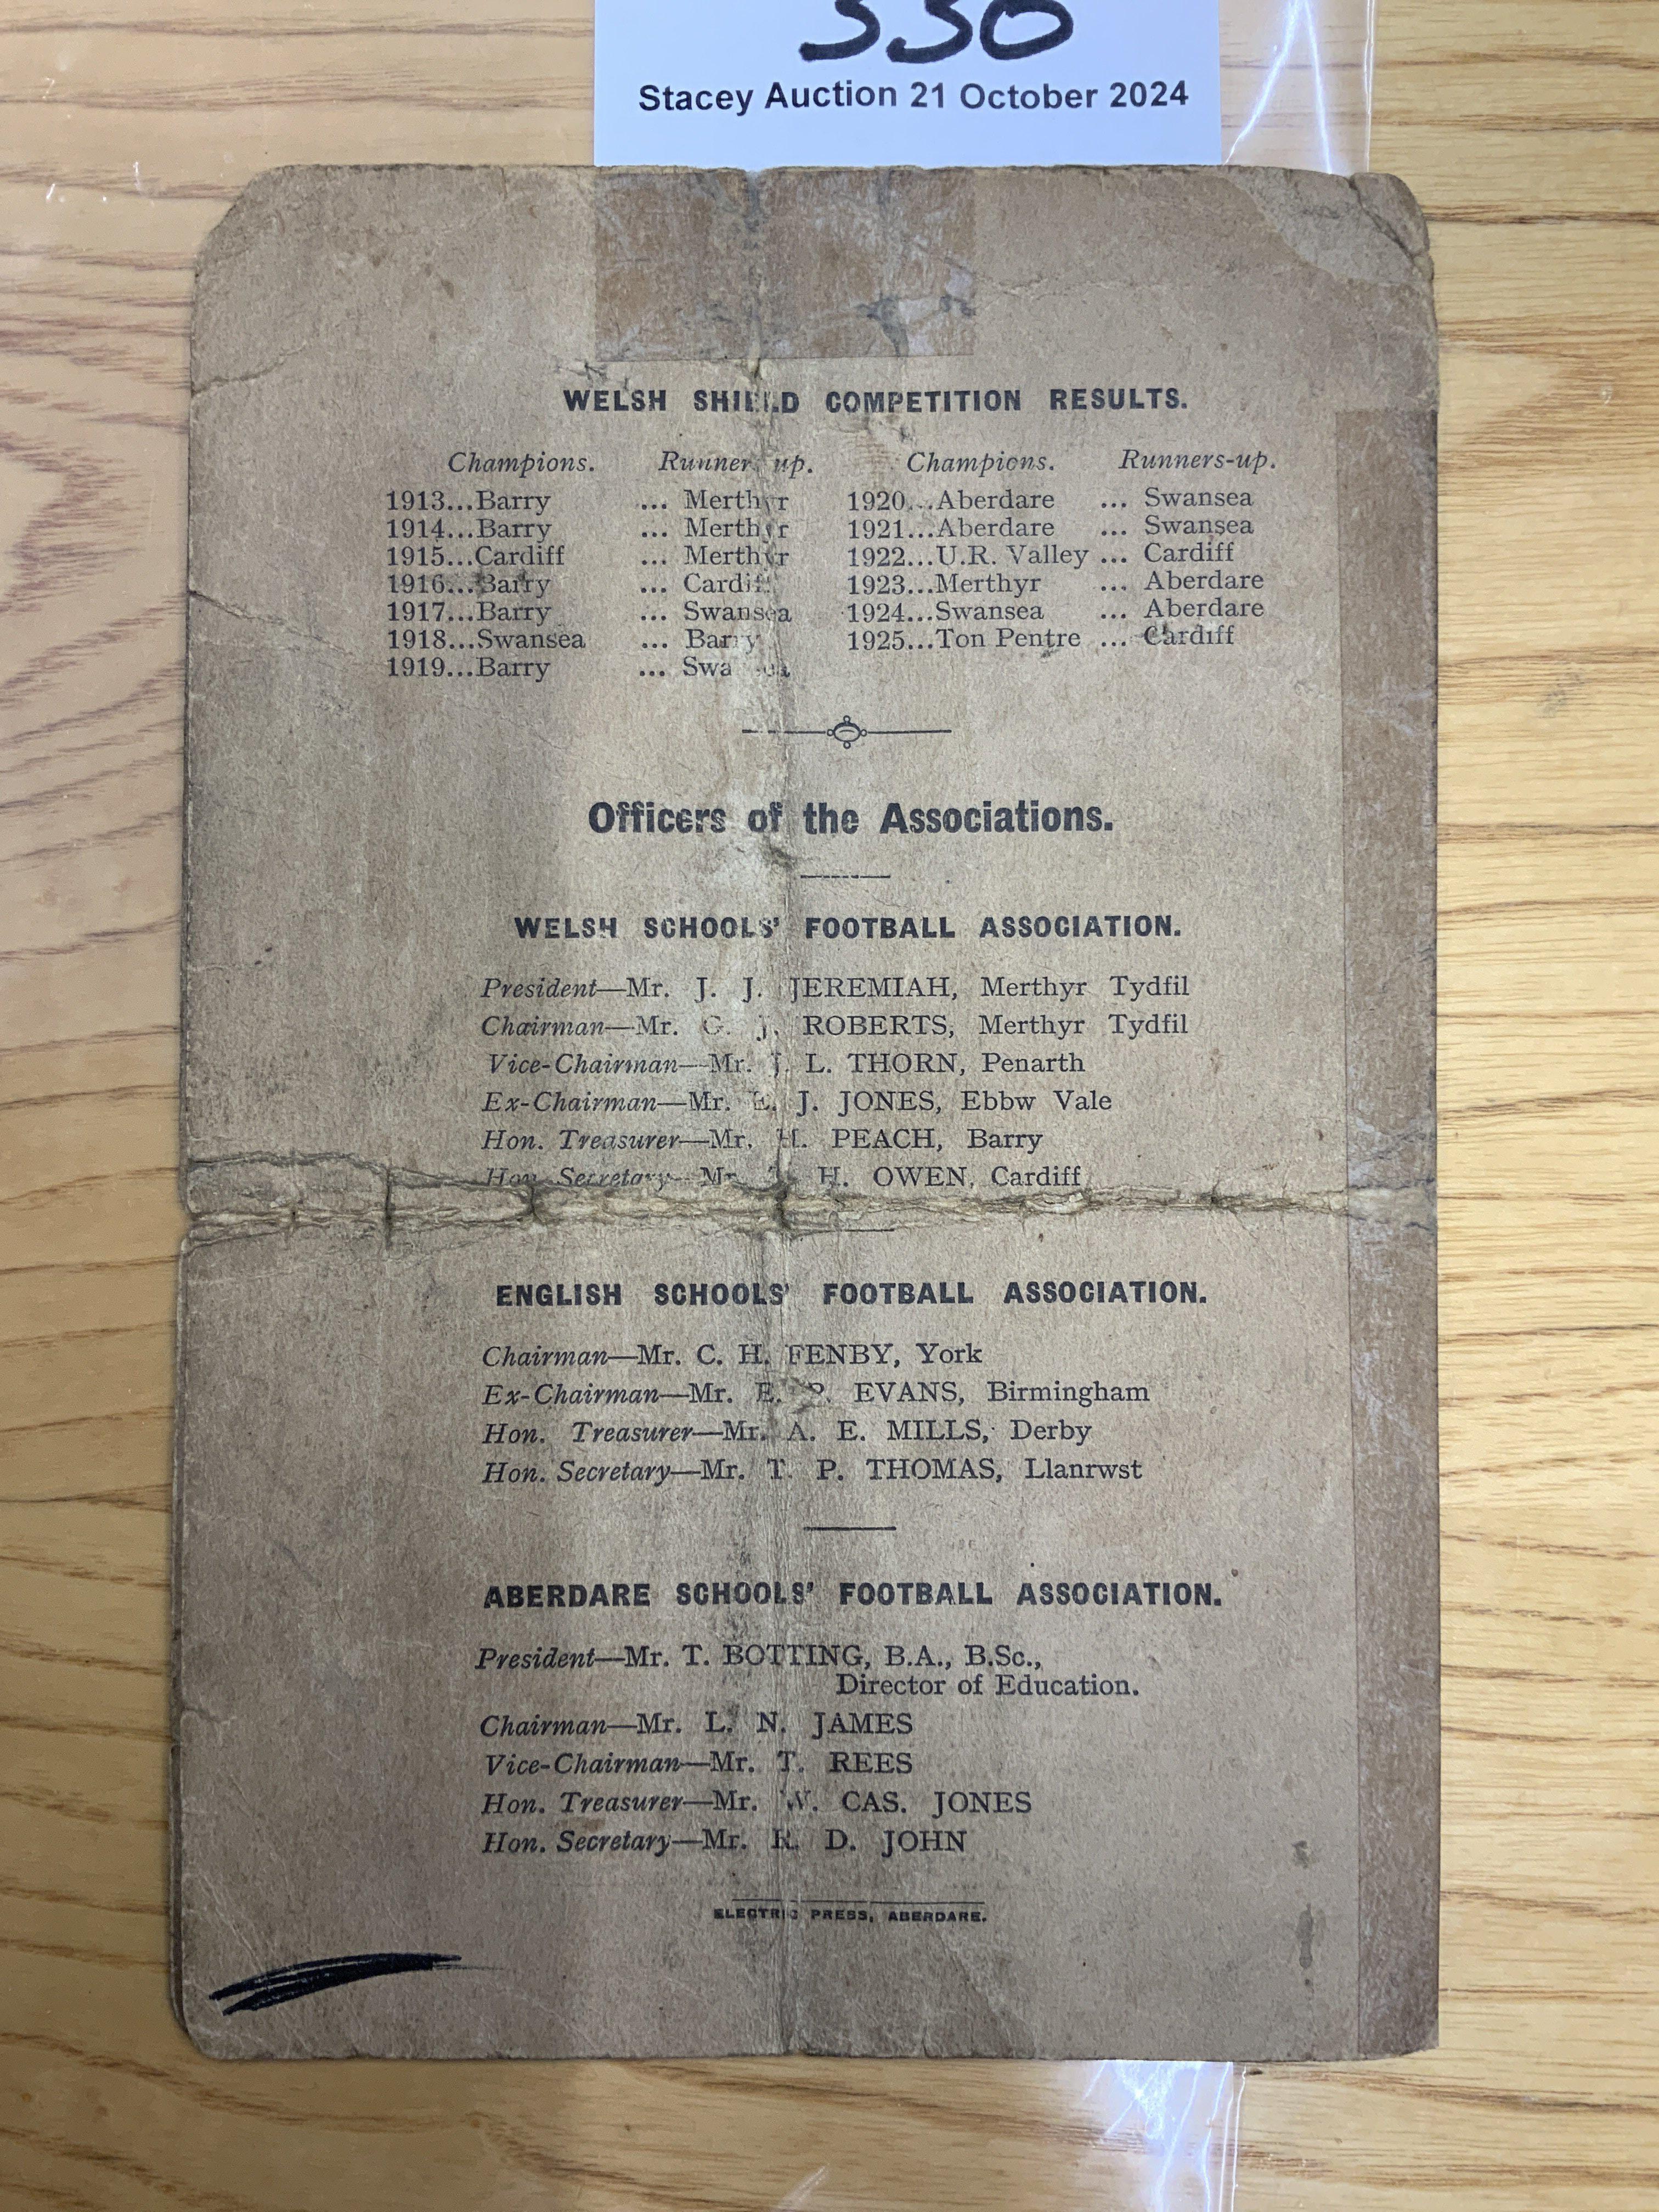 330
Stacey Auction 21 October 2024
WELSH SHIELD COMPETITION RESULTS.
Champions. Runner up. Champions. Runners-up.
1913...Barry ... Merthyr 1920...Aberdare ... Swansea
1914...Barry ... Merthyr 1921...Aberdare ... Swansea
1915...Cardiff ... Merthyr 1922...U.R. Valley ... Cardiff
1916...Barry ... Cardiff 1923...Merthyr ... Aberdare
1917...Barry ... Swansea 1924...Swansea ... Aberdare
1918...Swansea ... Barry 1925...Ton Pentre ... Cardiff
1919...Barry ... Swansea
Officers of the Associations.
WELSH SCHOOLS' FOOTBALL ASSOCIATION.
President—Mr. J. J. JEREMIAH, Merthyr Tydfil
Chairman—Mr. G. J. ROBERTS, Merthyr Tydfil
Vice-Chairman—Mr. L. THORN, Penarth
Ex-Chairman—Mr. E. J. JONES, Ebbw Vale
Hon. Treasurer—Mr. H. PEACH, Barry
Hon. Secretary—Mr. H. OWEN, Cardiff
ENGLISH SCHOOLS' FOOTBALL ASSOCIATION.
Chairman—Mr. C. H. FENBY, York
Ex-Chairman—Mr. E. P. EVANS, Birmingham
Hon. Treasurer—Mr. A. E. MILLS, Derby
Hon. Secretary—Mr. T. P. THOMAS, Llanrwst
ABERDARE SCHOOLS' FOOTBALL ASSOCIATION.
President—Mr. T. BOTTING, B.A., B.Sc.,
Director of Education.
Chairman—Mr. L. N. JAMES
Vice-Chairman—Mr. T. REES
Hon. Treasurer—Mr. W. CAS. JONES
Hon. Secretary—Mr. R. D. JOHN
ELECTRIC PRESS, ABERDARE.